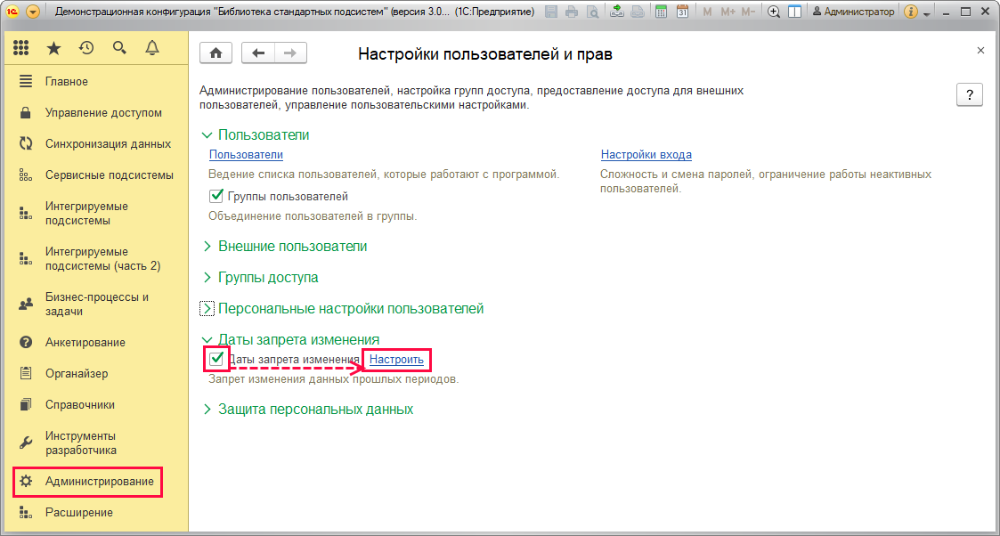 Демонстрационная конфигурация "Библиотека стандартных подсистем" (версия 3.0... (1С:Предприятие)
31
M M+ M-
Администратор
Главное
Управление доступом
Синхронизация данных
Сервисные подсистемы
Интегрируемые
подсистемы
Интегрируемые
подсистемы (часть 2)
Бизнес-процессы и
задачи
Анкетирование
Органайзер
Справочники
Инструменты
разработчика
Администрирование
Расширение
Настройки пользователей и прав
Администрирование пользователей, настройка групп доступа, предоставление доступа для внешних
пользователей, управление пользовательскими настройками.
?
Пользователи
Пользователи
Ведение списка пользователей, которые работают с программой.
Группы пользователей
Объединение пользователей в группы.
Настройки входа
Сложность и смена паролей, ограничение работы неактивных
пользователей.
Внешние пользователи
Группы доступа
Персональные настройки пользователей
Даты запрета изменения
Даты запрета изменения Настроить
Запрет изменения данных прошлых периодов.
Защита персональных данных